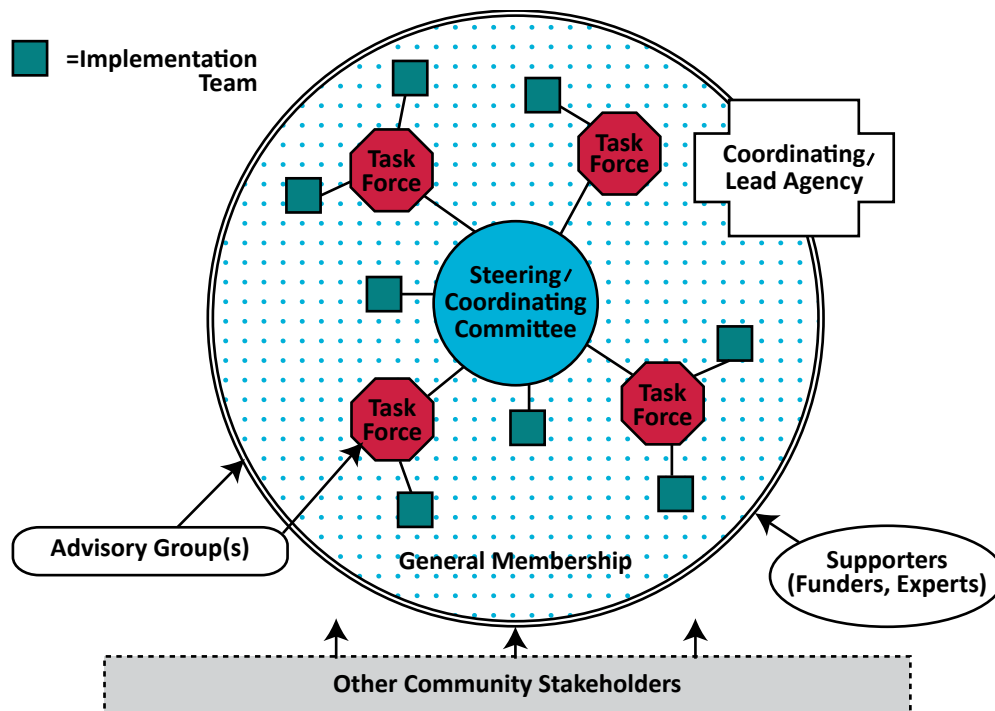 =Implementation
Team
Task
Force
Task
Force
Coordinating/
Lead Agency
Steering/
Coordinating
Committee
Task
Force
Task
Force
Advisory Group(s)
General Membership
Supporters
(Funders, Experts)
Other Community Stakeholders